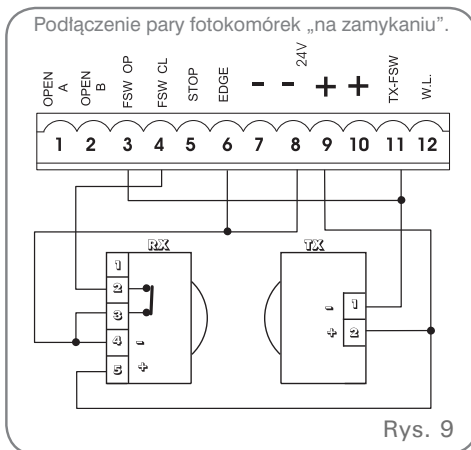 Podłączenie pary fotokomórek „na zamykaniu”.
OPEN A
OPEN B
FSW OP
FSW CL
STOP
EDGE
-
-
24V
+
+
TX-FSW
W.L.
1 2 3 4 5 6 7 8 9 10 11 12
RX
TX
1
2
3
4 -
5 +
- 1
+ 2
Rys. 9